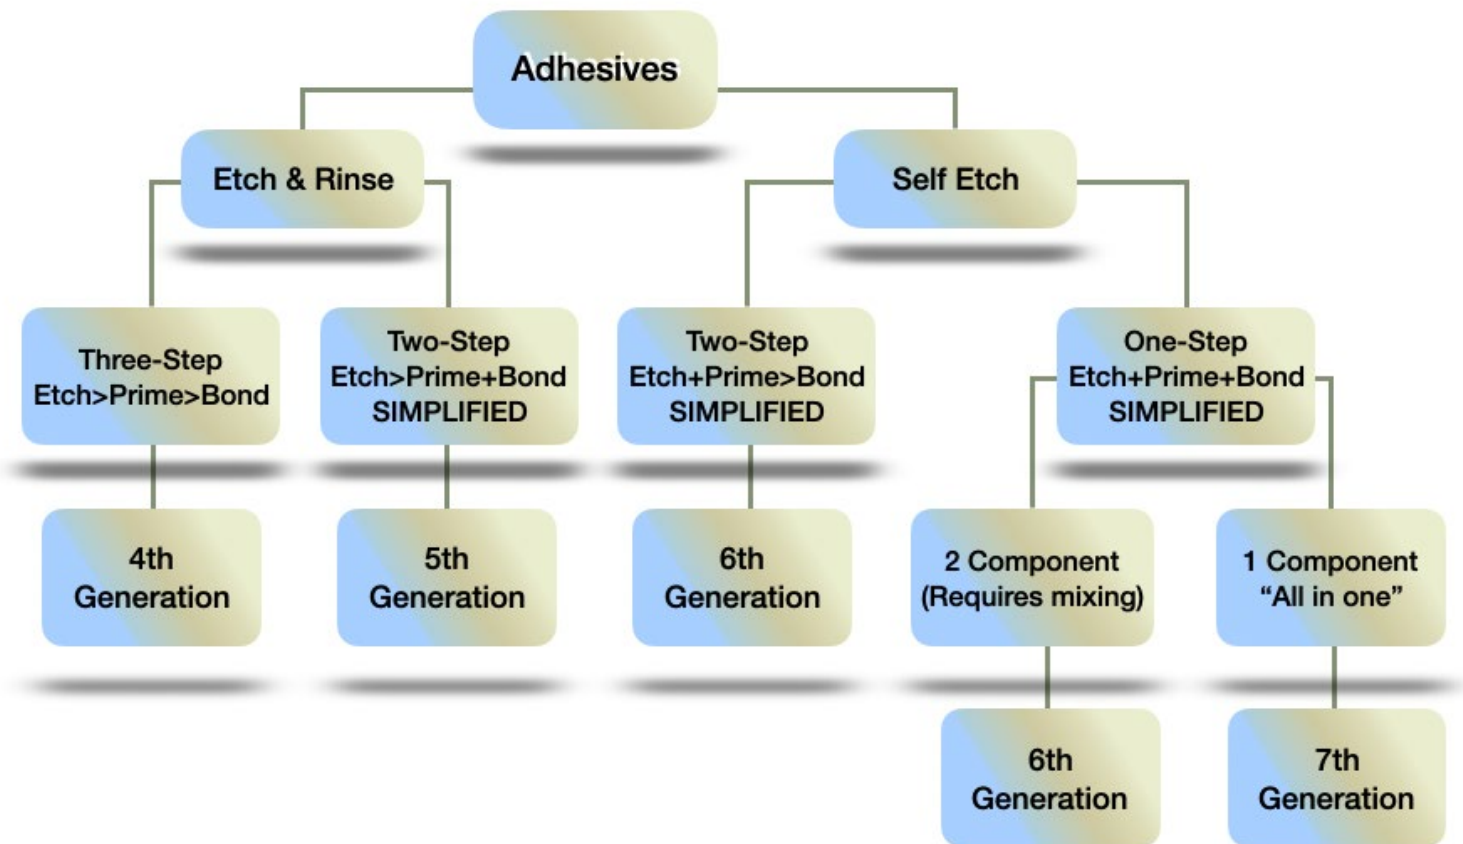 Adhesives
Etch & Rinse
Self Etch
Three-Step
Etch>Prime>Bond
Two-Step
Etch>Prime+Bond
SIMPLIFIED
Two-Step
Etch+Prime>Bond
SIMPLIFIED
One-Step
Etch+Prime+Bond
SIMPLIFIED
4th
Generation
5th
Generation
6th
Generation
2 Component
(Requires mixing)
1 Component
“All in one”
6th
Generation
7th
Generation